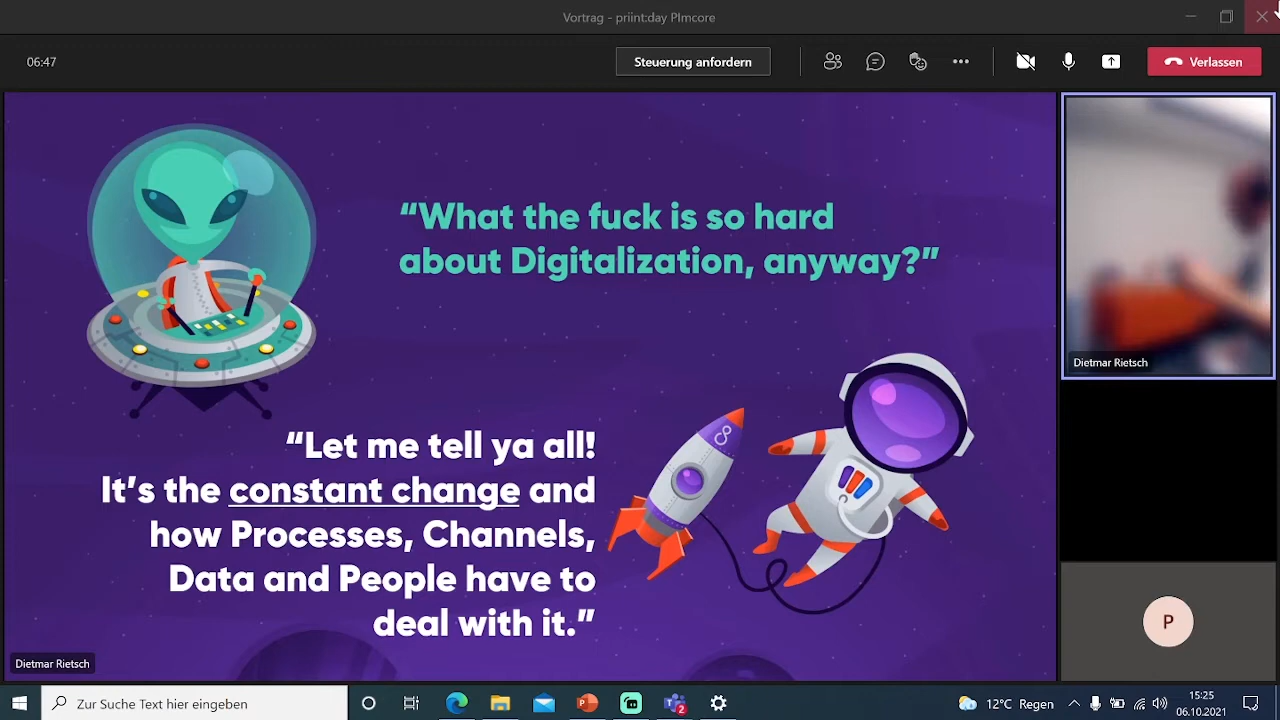 Vortrag - priint:day PImcore
06:47
Steuerung anfordern
Verlassen
“What the fuck is so hard
about Digitalization, anyway?”
“Let me tell ya all!
It’s the constant change and
how Processes, Channels,
Data and People have to
deal with it.”
Dietmar Rietsch
Dietmar Rietsch
P
Zur Suche Text hier eingeben
2
12°C Regen
15:25
06.10.2021